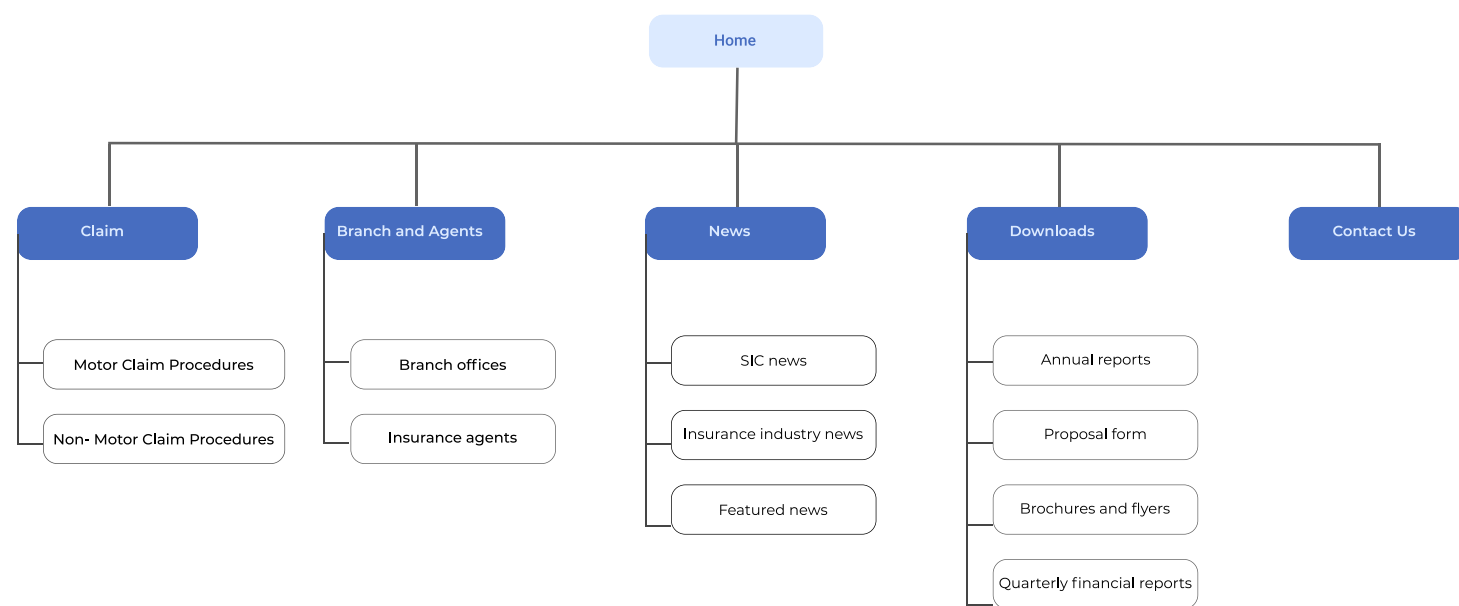 Home
Claim
Branch and Agents
News
Downloads
Contact Us
Motor Claim Procedures
Non- Motor Claim Procedures
Branch offices
Insurance agents
SIC news
Insurance industry news
Featured news
Annual reports
Proposal form
Brochures and flyers
Quarterly financial reports